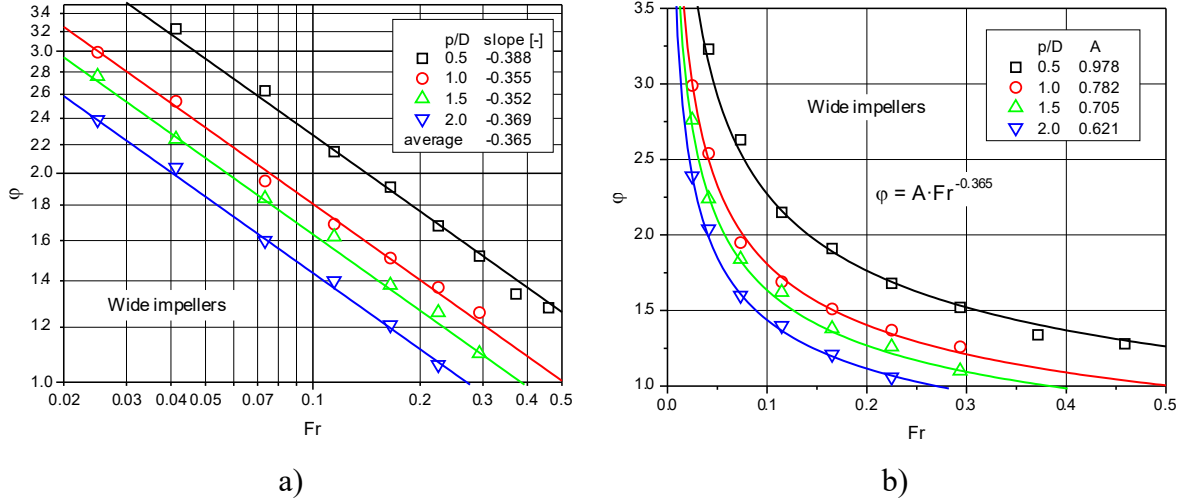 3.4
3.0
2.8
2.6
2.4
2.2
2.0
1.8
1.6
1.4
1.2
1.0
φ
p/D slope [-]
0.5 -0.388
1.0 -0.355
1.5 -0.352
2.0 -0.369
average -0.365
Wide impellers
0.02 0.03 0.04 0.05 0.07 0.1 0.2 0.3 0.4 0.5
Fr
a)
3.5
3.0
2.5
2.0
1.5
1.0
φ
p/D A
0.5 0.978
1.0 0.782
1.5 0.705
2.0 0.621
Wide impellers
φ = A·Fr^-0.365
0.0 0.1 0.2 0.3 0.4 0.5
Fr
b)